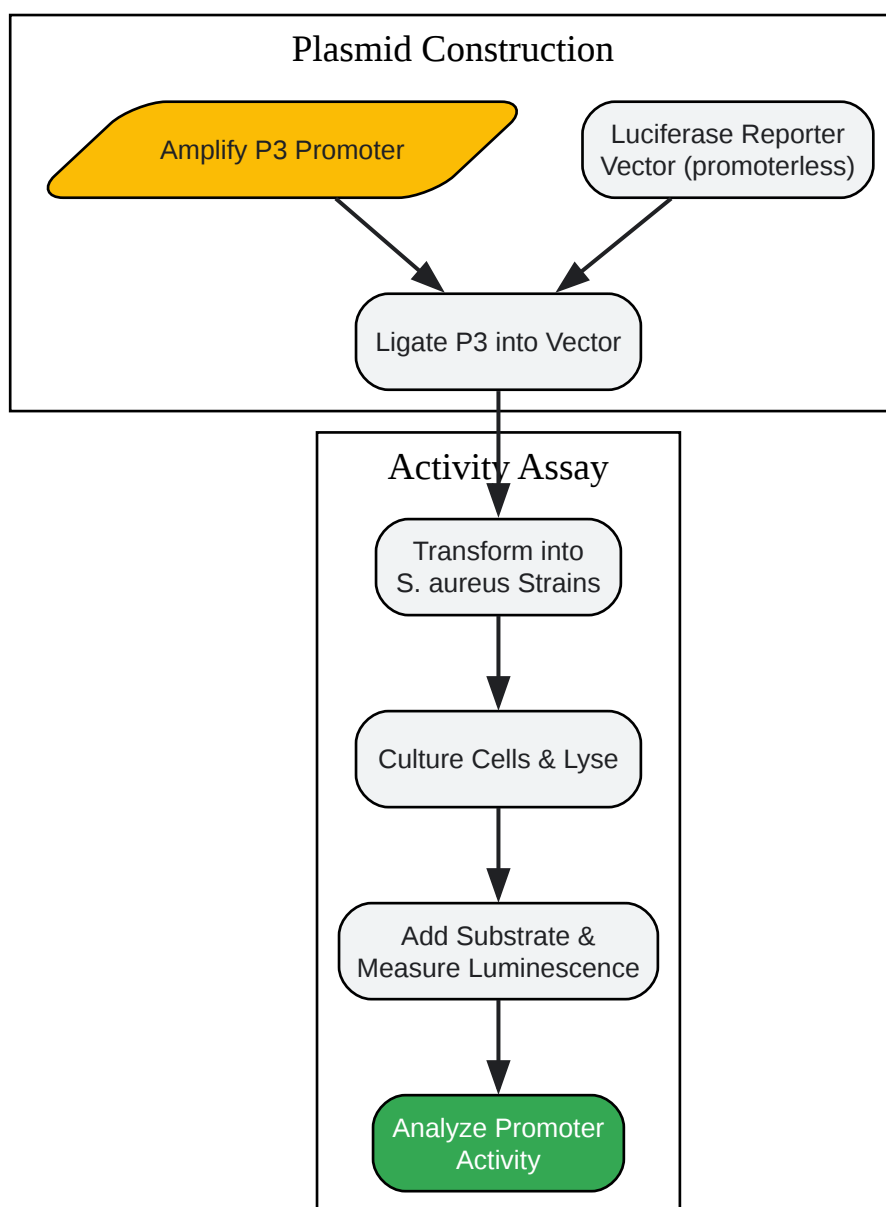 Plasmid Construction
Amplify P3 Promoter
Luciferase Reporter
Vector (promoterless)
Ligate P3 into Vector
Activity Assay
Transform into
S. aureus Strains
Culture Cells & Lyse
Add Substrate &
Measure Luminescence
Analyze Promoter
Activity